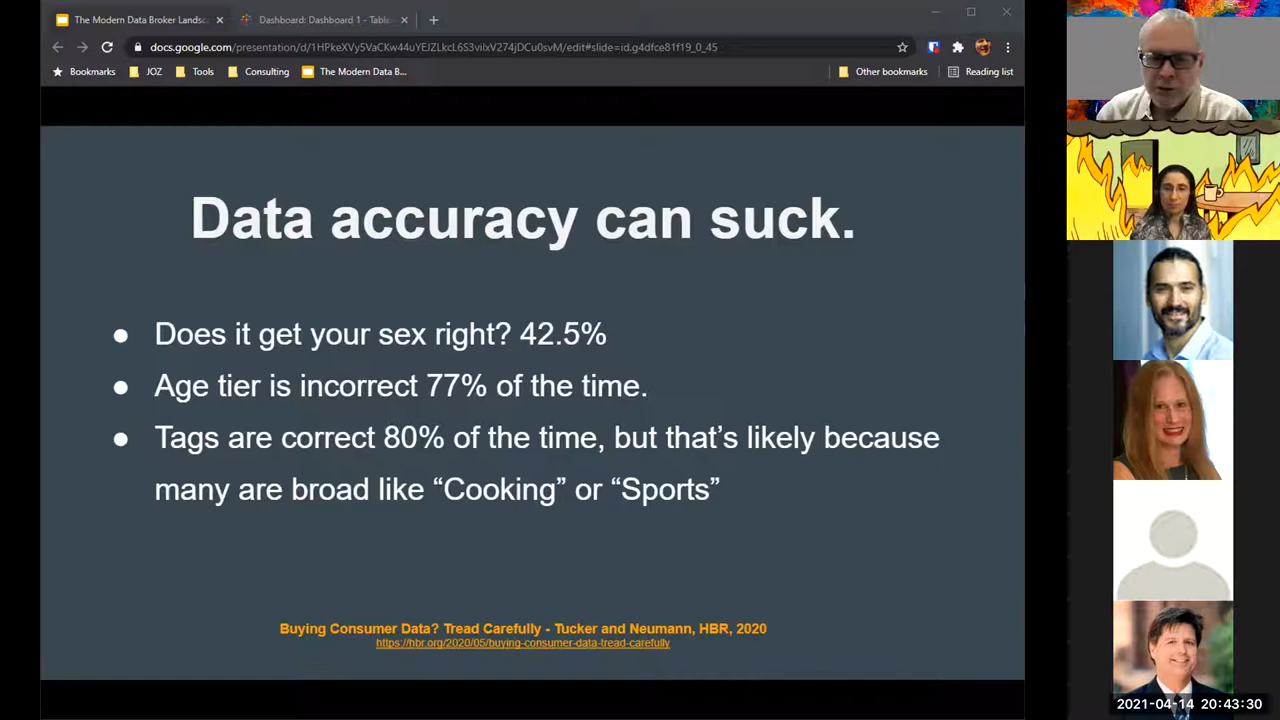 The Modern Data Broker Landsc
Dashboard: Dashboard 1 - Table
docs.google.com/presentation/d/1HPkeXVy5VaCKw44uYEJZLkcL6S3vilxV274jDCu0svM/edit#slide=id.g4dfce81f19_0_45
Bookmarks JOZ Tools Consulting The Modern Data B... Other bookmarks Reading list
Data accuracy can suck.
● Does it get your sex right? 42.5%
● Age tier is incorrect 77% of the time.
● Tags are correct 80% of the time, but that’s likely because
many are broad like “Cooking” or “Sports”
Buying Consumer Data? Tread Carefully - Tucker and Neumann, HBR, 2020
https://hbr.org/2020/05/buying-consumer-data-tread-carefully
2021-04-14 20:43:30